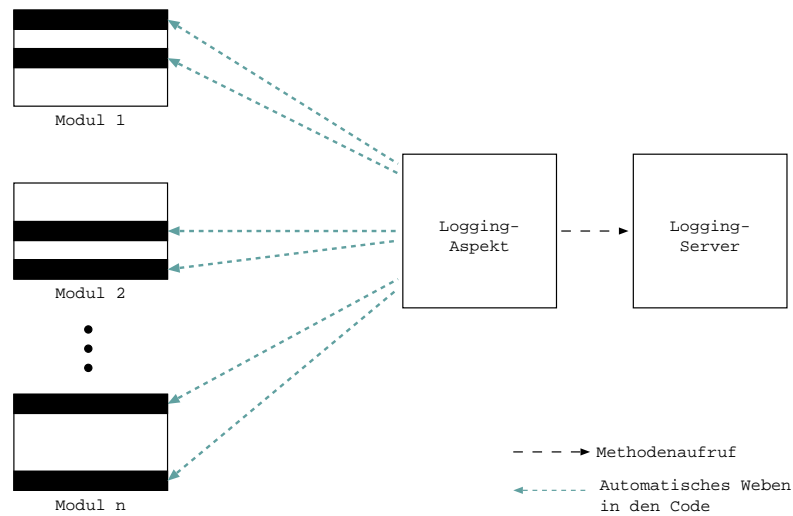 Modul 1
Logging-
Aspekt
Logging-
Server
Modul 2
Modul n
Methodenaufruf
Automatisches Weben
in den Code